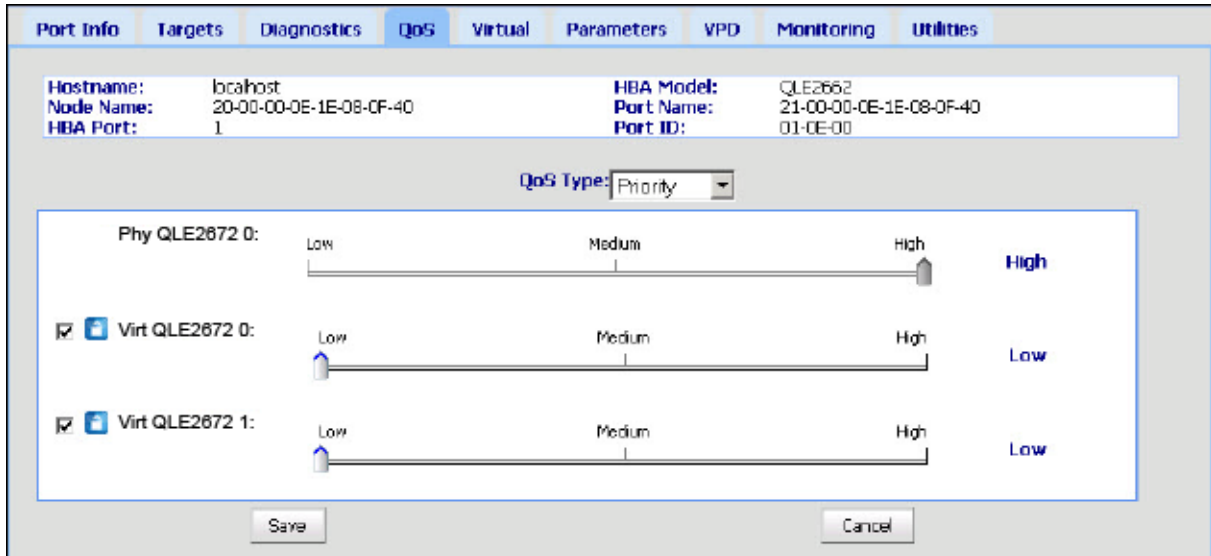 Port Info Targets Diagnostics QoS Virtual Parameters VPD Monitoring Utilities
Hostname: localhost HBA Model: QLE2662
Node Name: 20-00-00-0E-1E-08-0F-40 Port Name: 21-00-00-0E-1E-08-0F-40
HBA Port: 1 Port ID: 01-0E-00
QoS Type: Priority
Phy QLE2672 0: Low Medium High High
Virt QLE2672 0: Low Medium High Low
Virt QLE2672 1: Low Medium High Low
Save Cancel